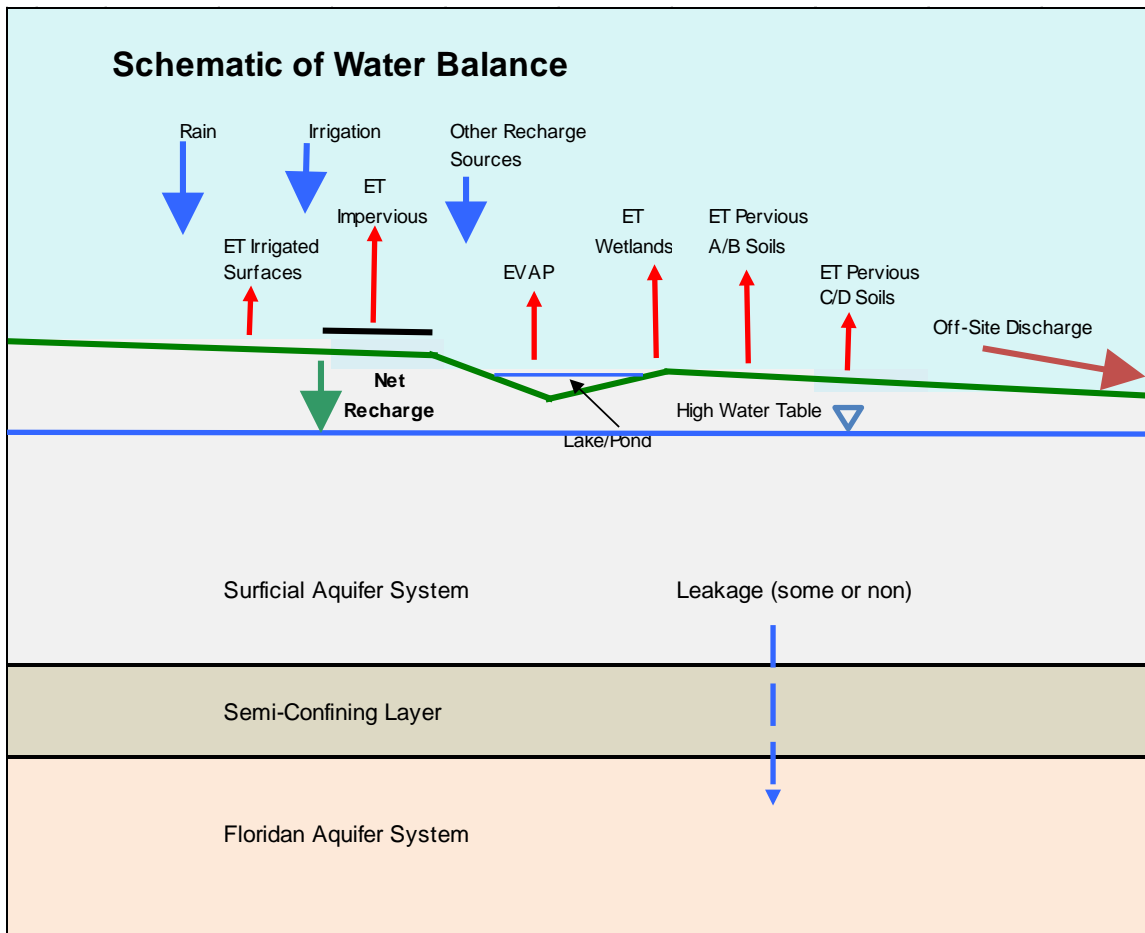 Schematic of Water Balance
Rain
Irrigation
Other Recharge
Sources
ET
Impervious
ET Irrigated
Surfaces
EVAP
ET
Wetlands
ET Pervious
A/B Soils
ET Pervious
C/D Soils
Off-Site Discharge
Net
Recharge
High Water Table
Lake/Pond
Surficial Aquifer System
Leakage (some or non)
Semi-Confining Layer
Floridan Aquifer System